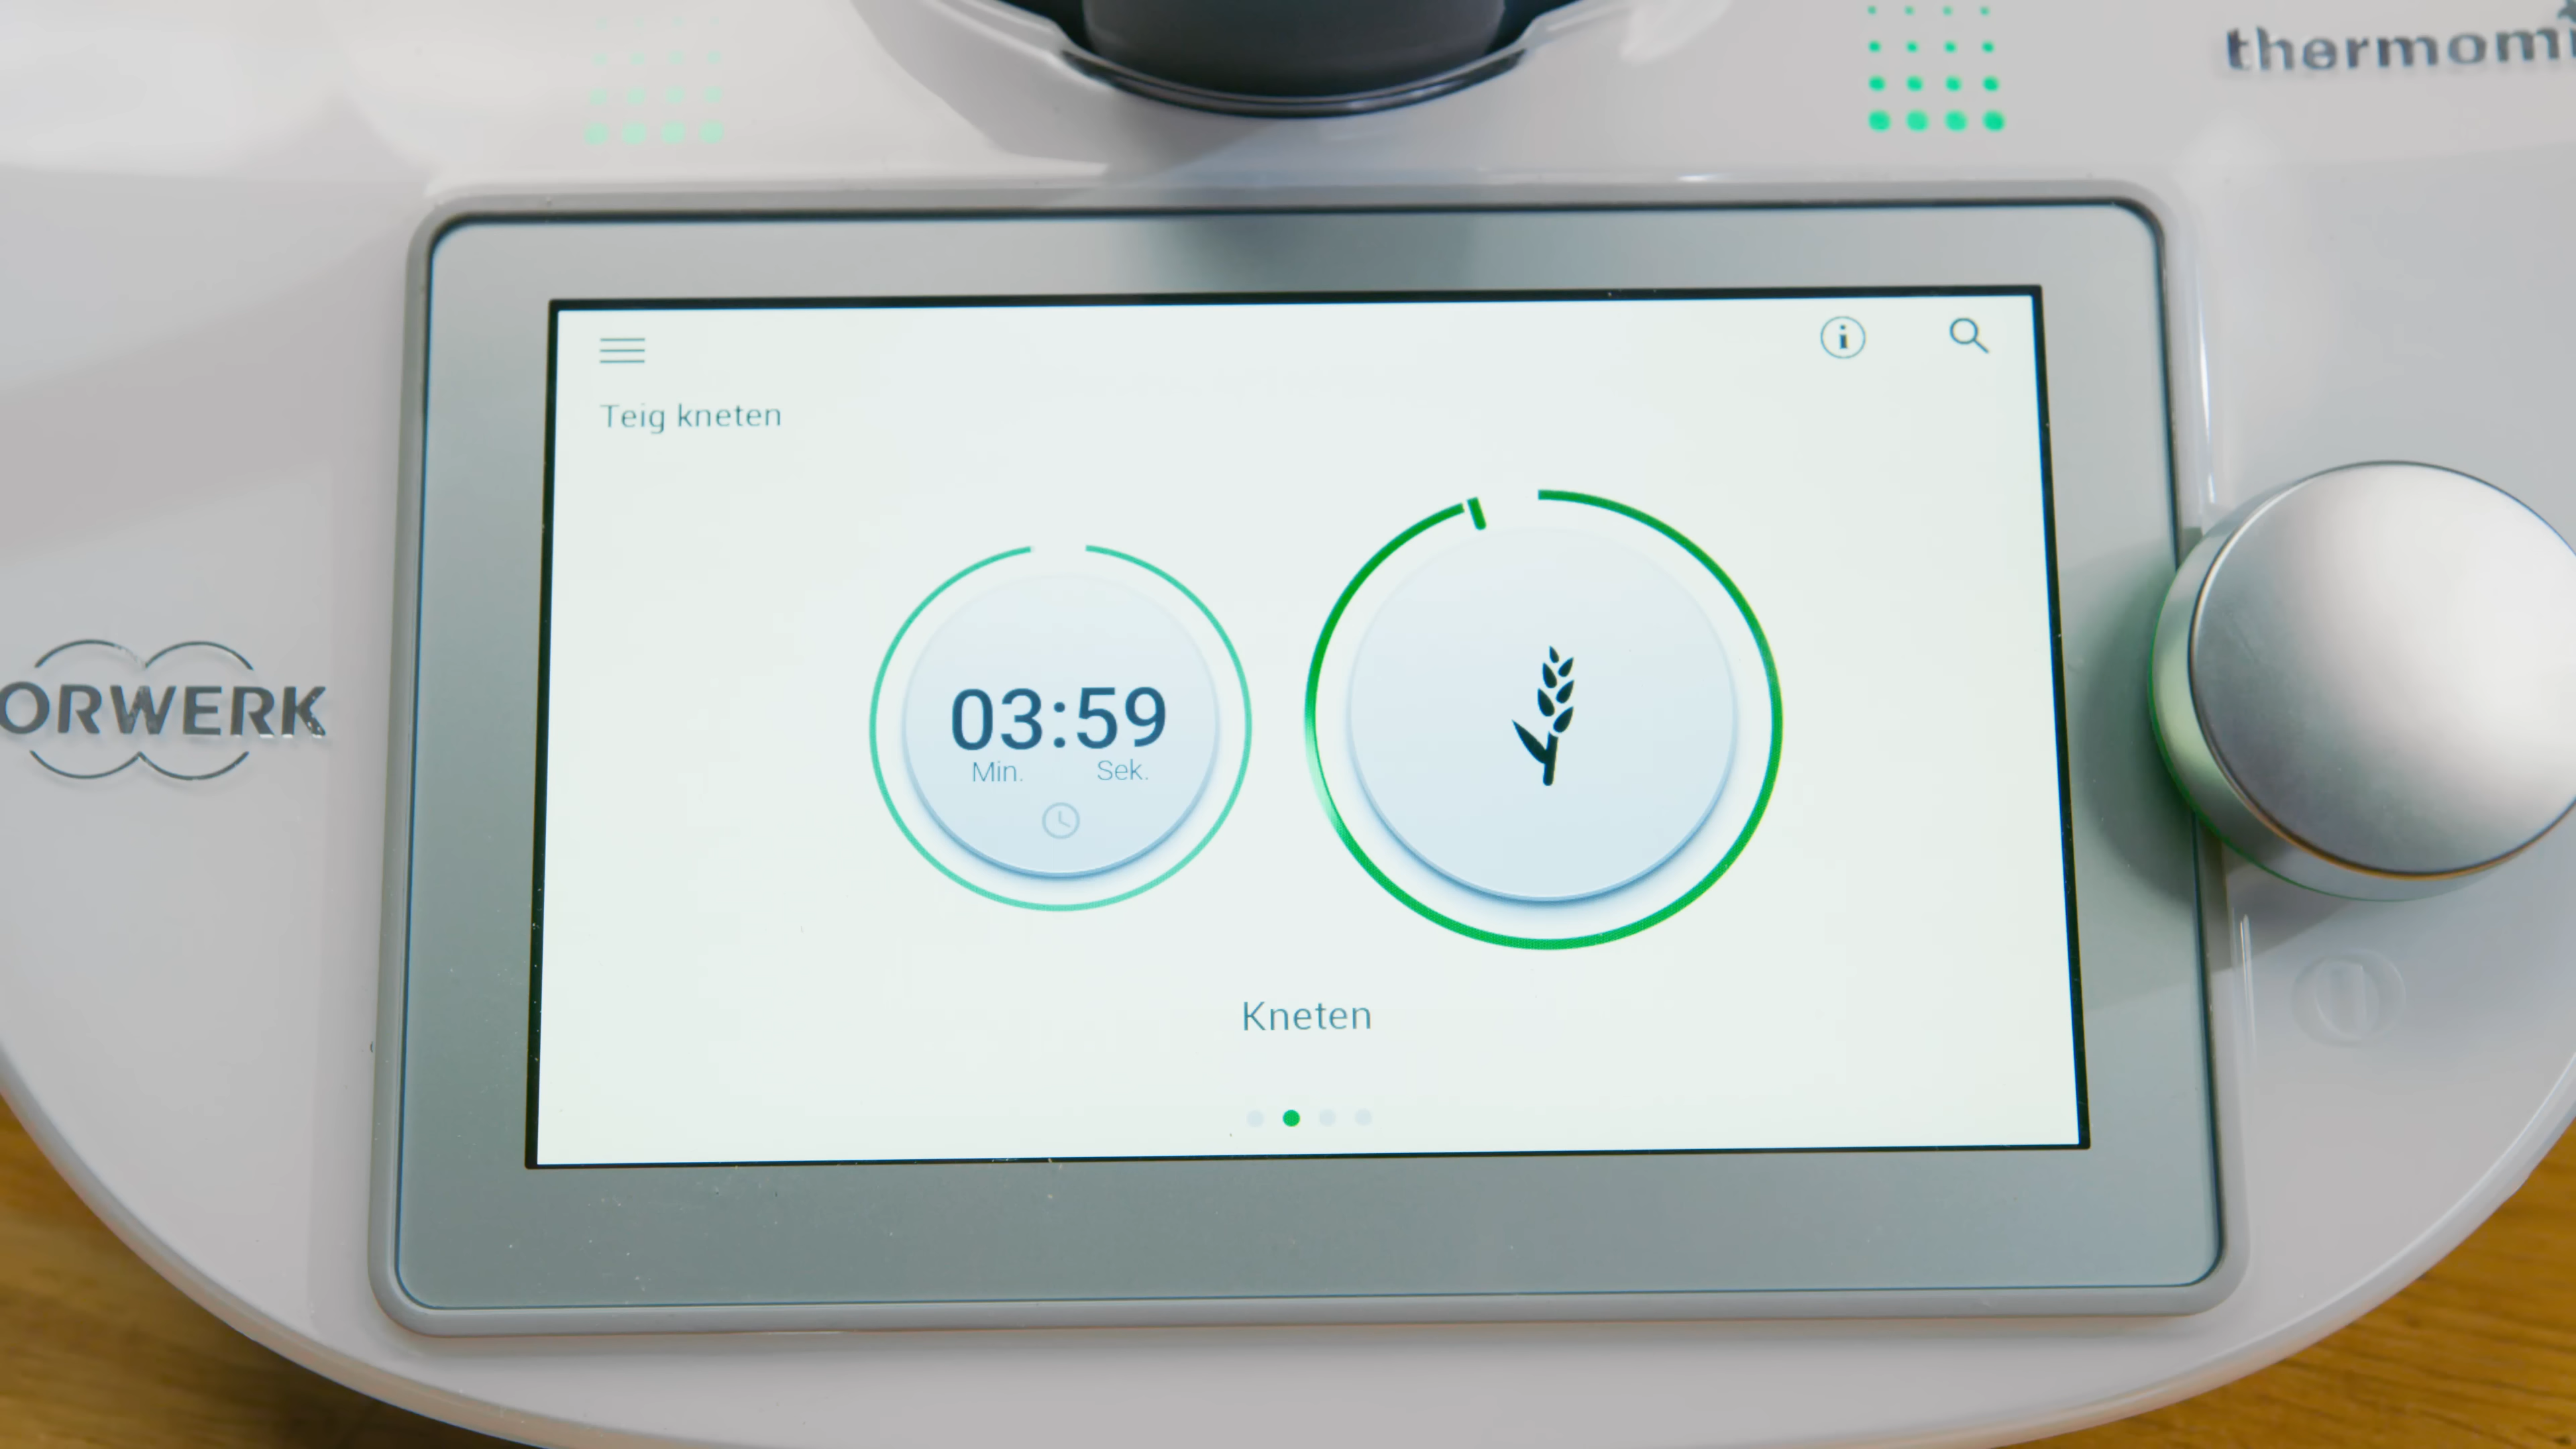 thermomi
Teig kneten
03:59
Min. Sek.
ORWERK
Kneten